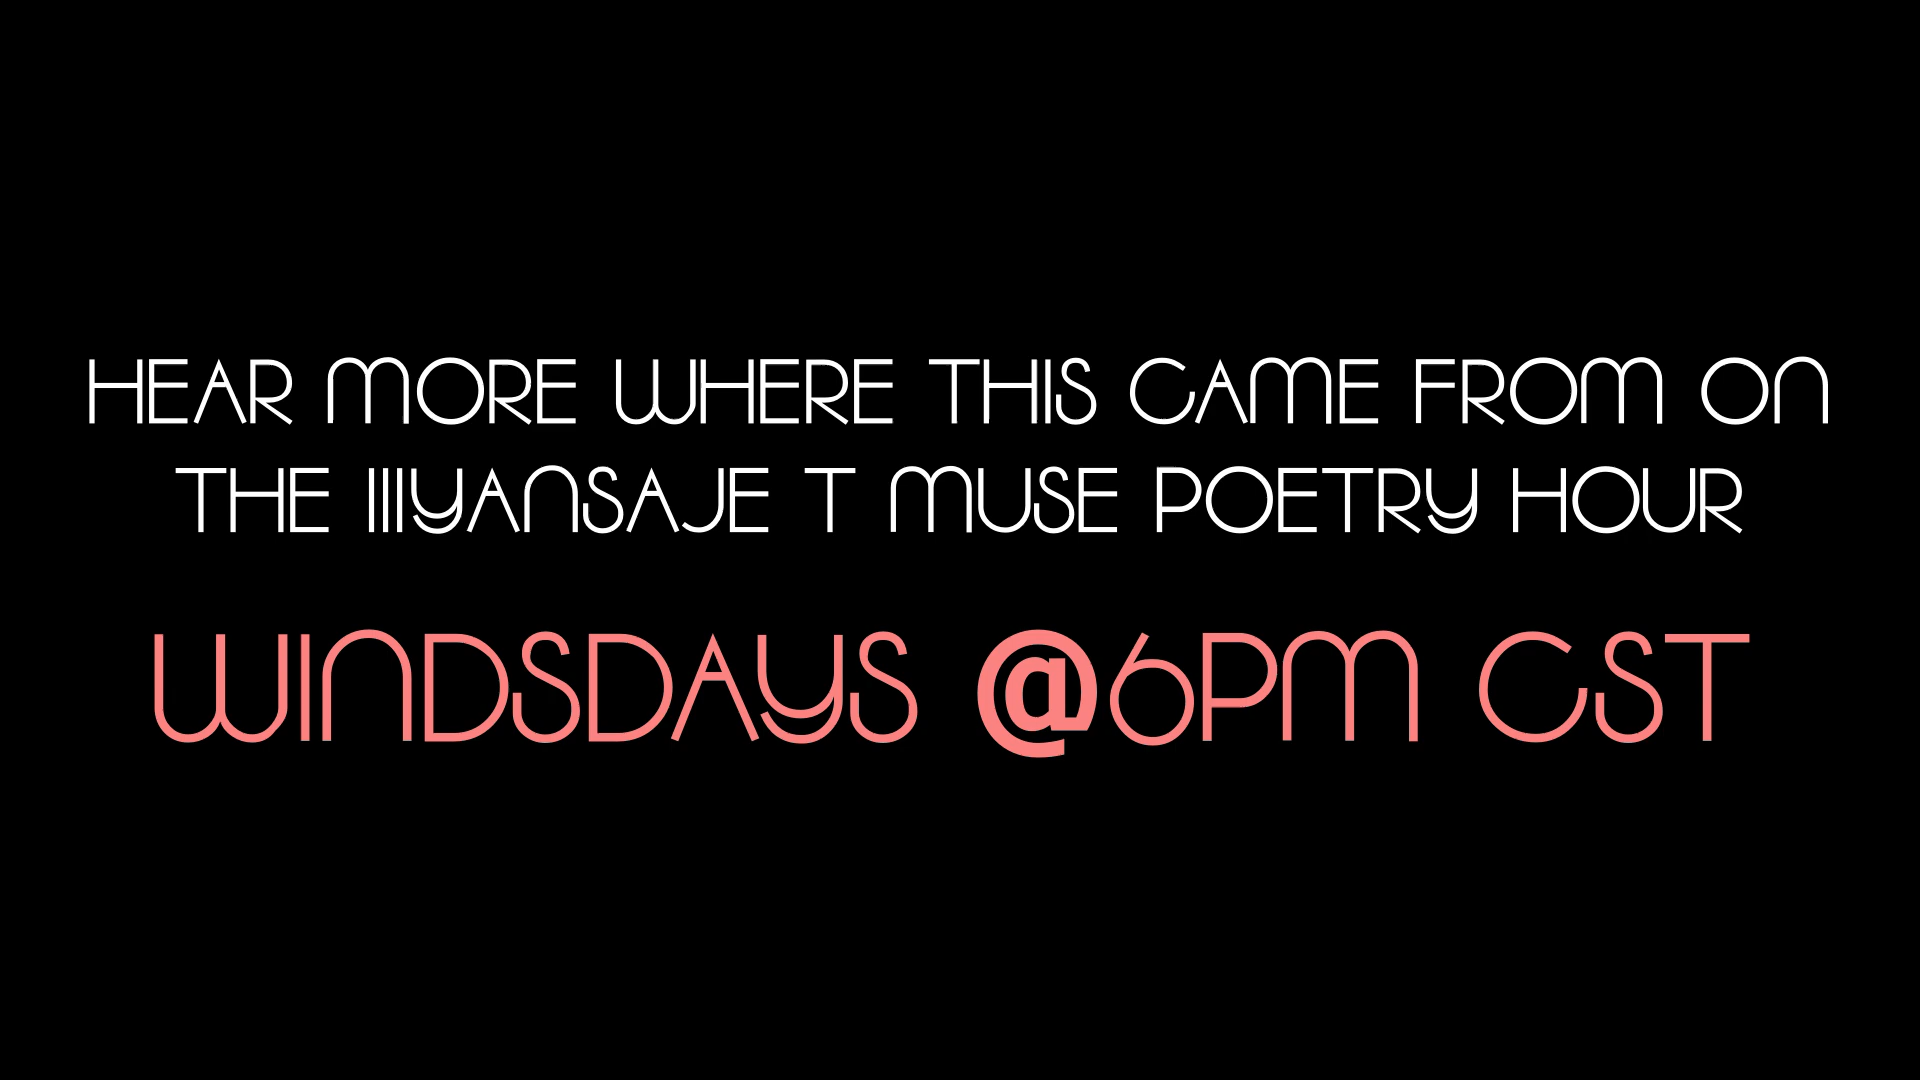 HEAR MORE WHERE THIS CAME FROM ON
THE IIIYANSAJE T MUSE POETRY HOUR
WINDSDAYS @6PM CST